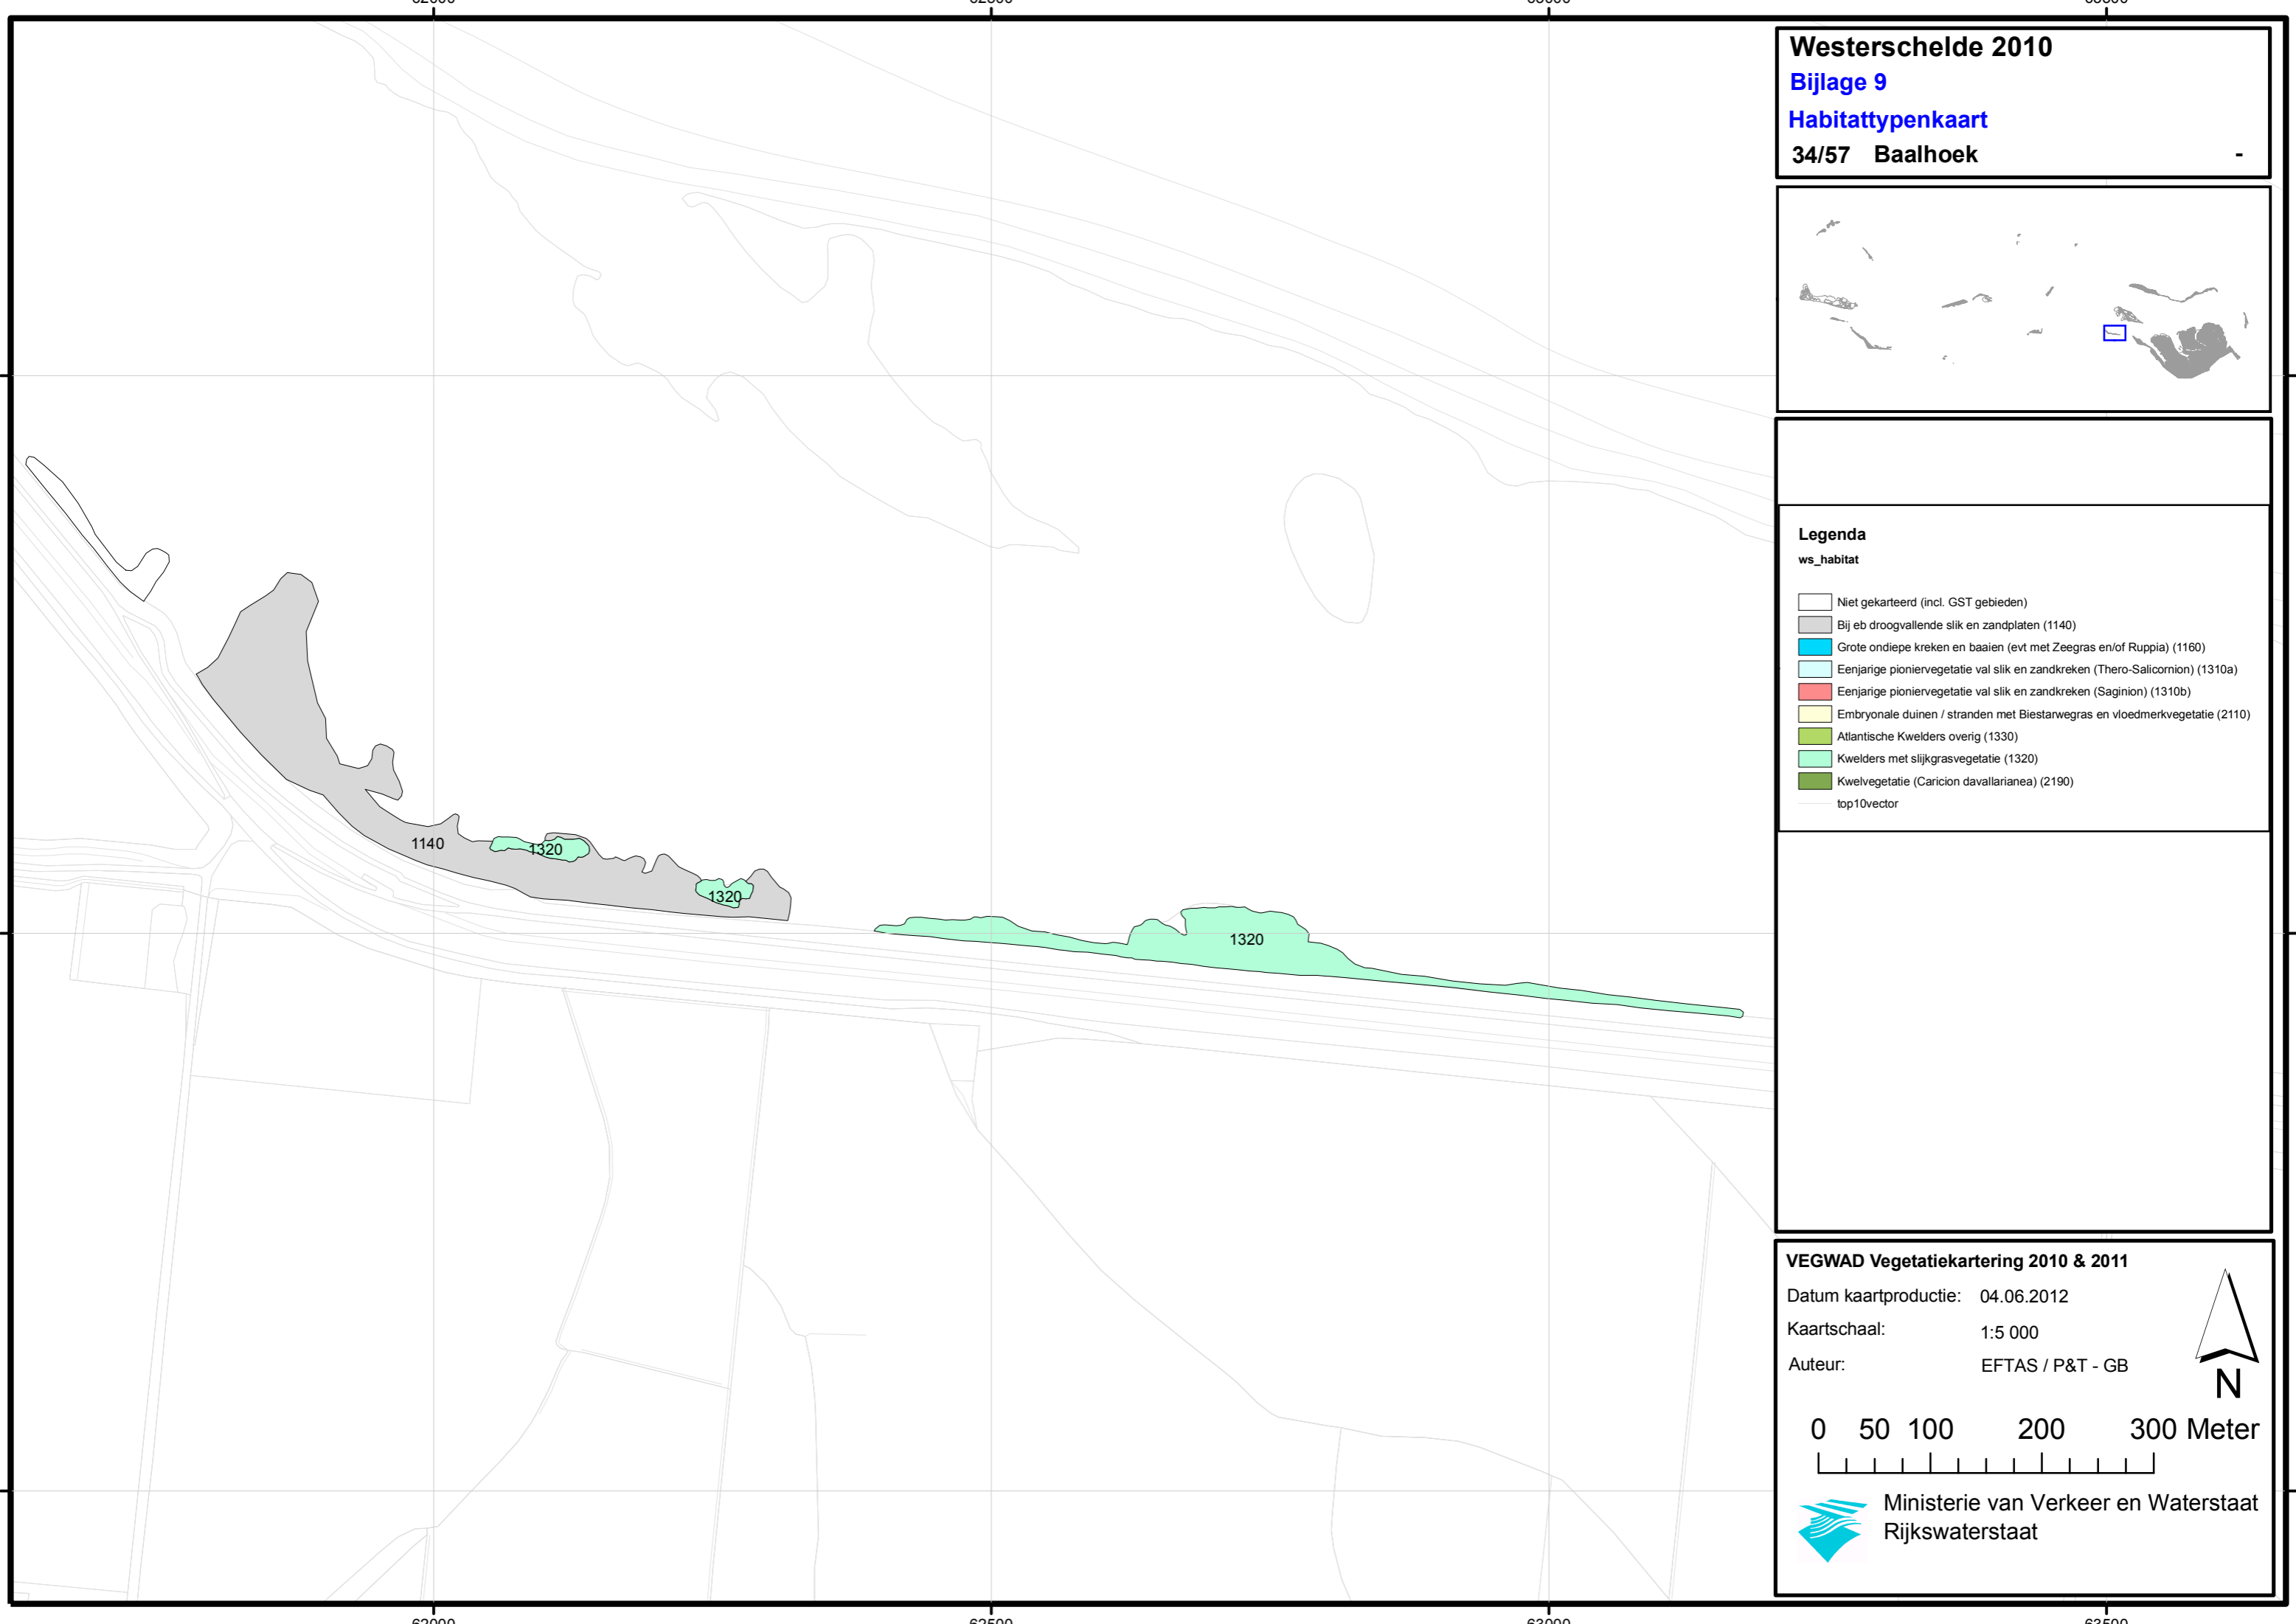 Westerschelde 2010
Bijlage 9
Habitattypenkaart
34/57 Baalhoek -
Legenda
ws_habitat
Niet gekarteerd (incl. GST gebieden)
Bij eb droogvallende slik en zandplaten (1140)
Grote ondiepe kreken en baaien (evt met Zeegras en/of Ruppia) (1160)
Eenjarige pioniervegetatie val slik en zandkreken (Thero-Salicornion) (1310a)
Eenjarige pioniervegetatie val slik en zandkreken (Saginion) (1310b)
Embryonale duinen / stranden met Biestarwegras en vloedmerkvegetatie (2110)
Atlantische Kwelders overig (1330)
Kwelders met slijkgrasvegetatie (1320)
Kwelvegetatie (Caricion davallarianea) (2190)
top10vector
1140
1320
1320
1320
VEGWAD Vegetatiekartering 2010 & 2011
Datum kaartproductie: 04.06.2012
Kaartschaal: 1:5 000
Auteur: EFTAS / P&T - GB
N
0 50 100 200 300 Meter
Ministerie van Verkeer en Waterstaat
Rijkswaterstaat
62000 62500 63000 63500